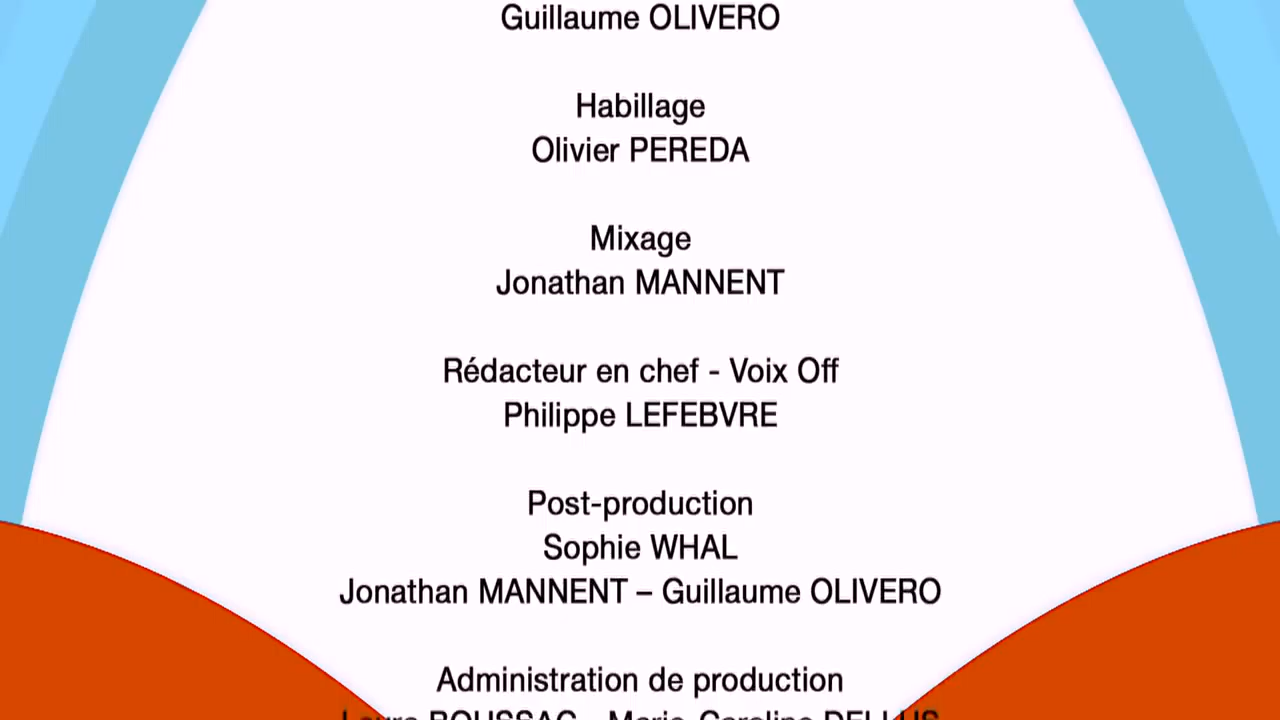 Guillaume OLIVERO
Habillage
Olivier PEREDA
Mixage
Jonathan MANNENT
Rédacteur en chef - Voix Off
Philippe LEFEBVRE
Post-production
Sophie WHAL
Jonathan MANNENT – Guillaume OLIVERO
Administration de production